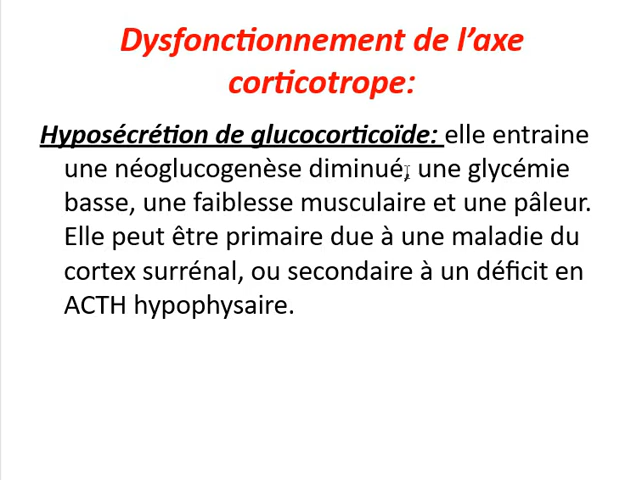 Dysfonctionnement de l’axe
corticotrope:
Hyposécrétion de glucocorticoïde: elle entraine
une néoglucogenèse diminué, une glycémie
basse, une faiblesse musculaire et une pâleur.
Elle peut être primaire due à une maladie du
cortex surrénal, ou secondaire à un déficit en
ACTH hypophysaire.